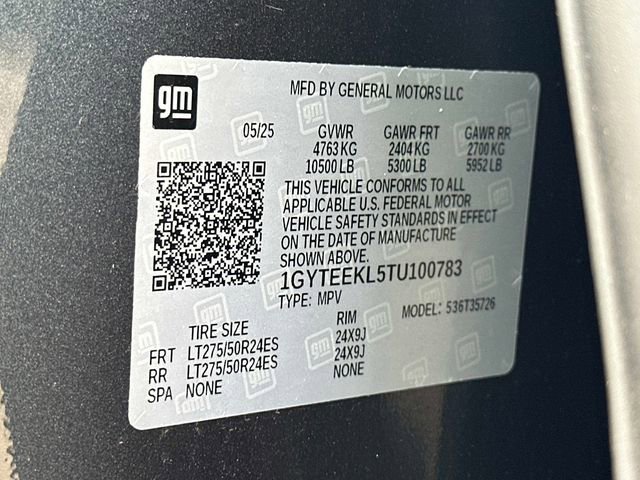 gm
MFD BY GENERAL MOTORS LLC
05/25 GVWR GAWR FRT GAWR RR
4763 KG 2404 KG 2700 KG
10500 LB 5300 LB 5952 LB
THIS VEHICLE CONFORMS TO ALL
APPLICABLE U.S. FEDERAL MOTOR
VEHICLE SAFETY STANDARDS IN EFFECT
ON THE DATE OF MANUFACTURE
SHOWN ABOVE.
1GYTEEKL5TU100783
TYPE: MPV
MODEL: 536T35726
TIRE SIZE RIM
FRT LT275/50R24ES 24X9J
RR LT275/50R24ES 24X9J
SPA NONE NONE